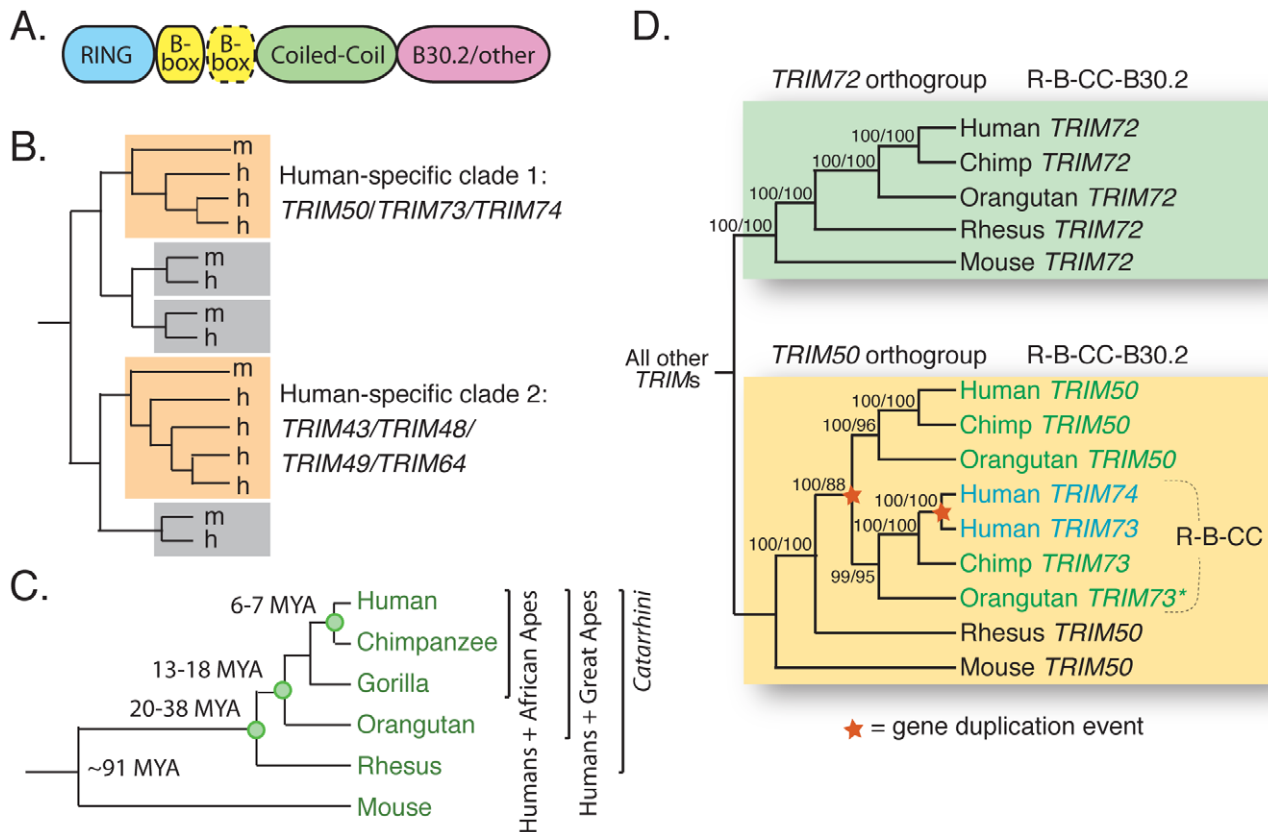 A.
RING
B-
box
B-
box
Coiled-Coil
B30.2/other
B.
m
h
h
h
Human-specific clade 1:
TRIM50/TRIM73/TRIM74
m
h
m
h
m
h
h
h
h
Human-specific clade 2:
TRIM43/TRIM48/
TRIM49/TRIM64
m
h
C.
6-7 MYA
13-18 MYA
20-38 MYA
~91 MYA
Human
Chimpanzee
Gorilla
Orangutan
Rhesus
Mouse
Humans + African Apes
Humans + Great Apes
Catarrhini
D.
TRIM72 orthogroup R-B-CC-B30.2
100/100
100/100
100/100
100/100
Human TRIM72
Chimp TRIM72
Orangutan TRIM72
Rhesus TRIM72
Mouse TRIM72
All other
TRIMs
TRIM50 orthogroup R-B-CC-B30.2
100/100
100/96
100/88
100/100
100/100
100/100
99/95
Human TRIM50
Chimp TRIM50
Orangutan TRIM50
Human TRIM74
Human TRIM73
Chimp TRIM73
Orangutan TRIM73*
Rhesus TRIM50
Mouse TRIM50
R-B-CC
= gene duplication event